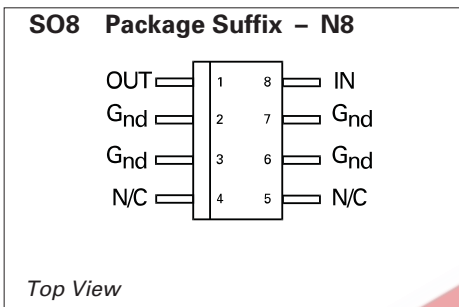 SO8 Package Suffix – N8
OUT 1 8 IN
Gnd 2 7 Gnd
Gnd 3 6 Gnd
N/C 4 5 N/C
Top View